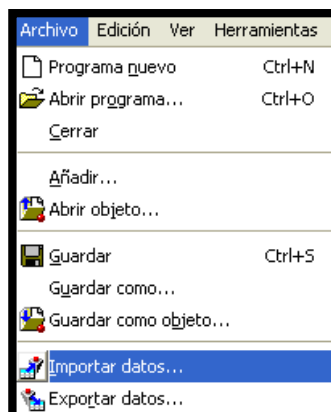 Archivo Edición Ver Herramientas
Programa nuevo Ctrl+N
Abrir programa... Ctrl+O
Cerrar
Añadir...
Abrir objeto...
Guardar Ctrl+S
Guardar como...
Guardar como objeto...
Importar datos...
Exportar datos...